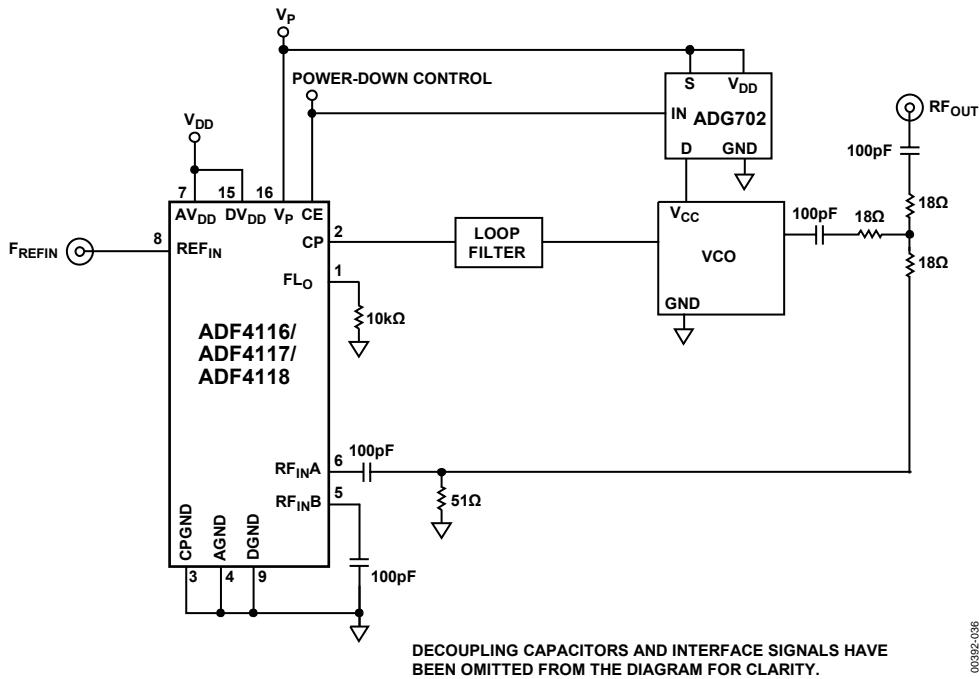 VP
POWER-DOWN CONTROL
S VDD
IN ADG702
D GND
RFOUT
100pF
18Ω
VDD
7 15 16
AVDD DVDD VP CE
FREFIN 8 REFIN
CP 2
LOOP
FILTER
VCC
VCO
GND
100pF 18Ω
18Ω
FLO 1
10kΩ
ADF4116/
ADF4117/
ADF4118
RFINA 6 100pF
51Ω
RFINB 5
100pF
CPGND AGND DGND
3 4 9
DECOUPLING CAPACITORS AND INTERFACE SIGNALS HAVE
BEEN OMITTED FROM THE DIAGRAM FOR CLARITY.
00392-036